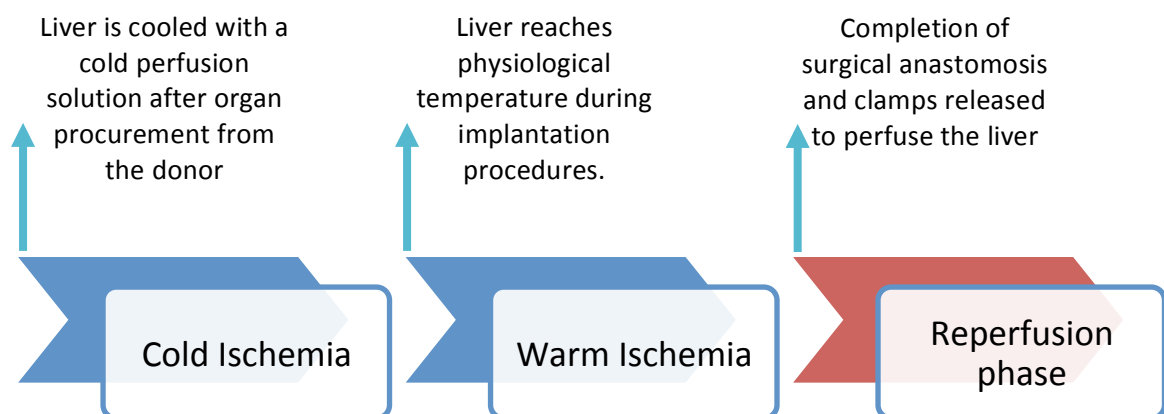 Liver is cooled with a
cold perfusion
solution after organ
procurement from
the donor
Liver reaches
physiological
temperature during
implantation
procedures.
Completion of
surgical anastomosis
and clamps released
to perfuse the liver
Cold Ischemia
Warm Ischemia
Reperfusion
phase